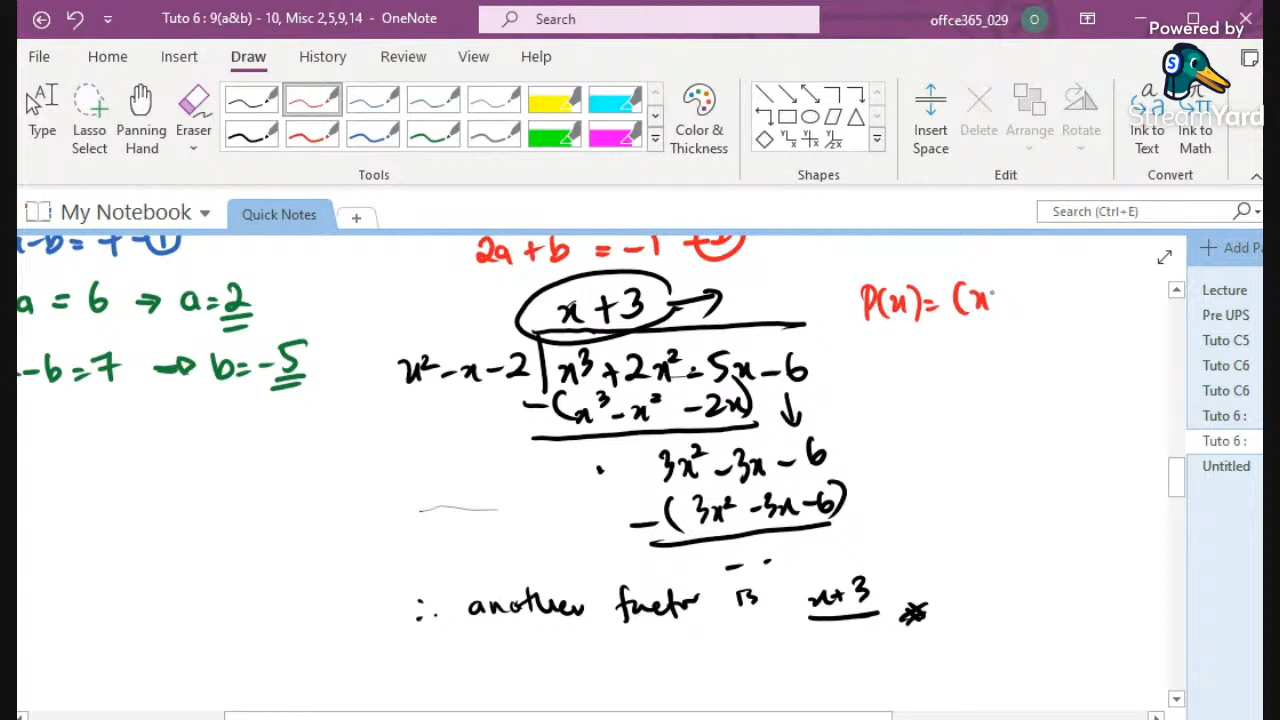 Tuto 6 : 9(a&b) - 10, Misc 2,5,9,14 - OneNote
Search
offce365_029
Powered by
StreamYard
File Home Insert Draw History Review View Help
Type
Lasso Select
Panning Hand
Eraser
Color & Thickness
Insert Space
Delete
Arrange
Rotate
Ink to Text
Ink to Math
Tools
Shapes
Edit
Convert
My Notebook
Quick Notes
Search (Ctrl+E)
Add Pa
2a + b = -1
a = 6 → a = 2
-b = 7 → b = -5
x + 3 →
P(x) = (x
x² - x - 2
x³ + 2x² - 5x - 6
-(x³ - x² - 2x) ↓
3x² - 3x - 6
-(3x² - 3x - 6)
∴ another factor is x+3
Lecture
Pre UPS
Tuto C5
Tuto C6
Tuto C6
Tuto 6 :
Tuto 6 :
Untitled